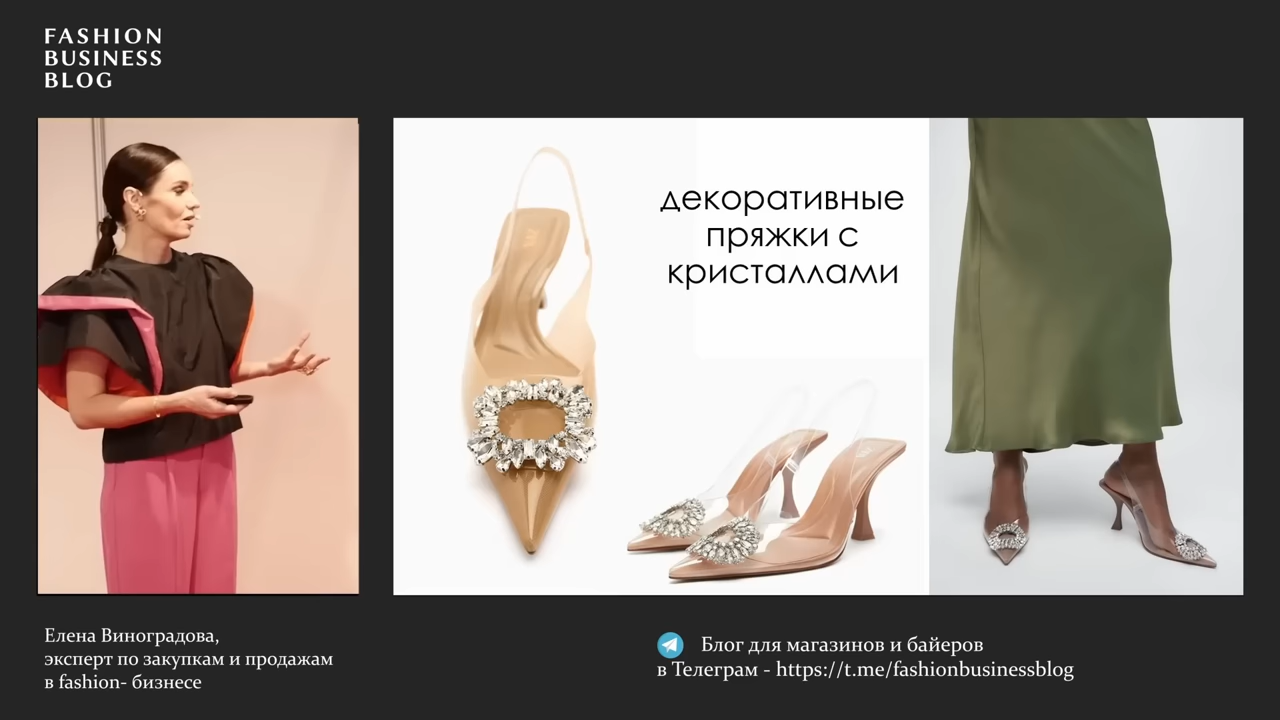 FASHION
BUSINESS
BLOG
декоративные
пряжки с
кристаллами
Елена Виноградова,
эксперт по закупкам и продажам
в fashion- бизнесе
Блог для магазинов и байеров
в Телеграм - https://t.me/fashionbusinessblog